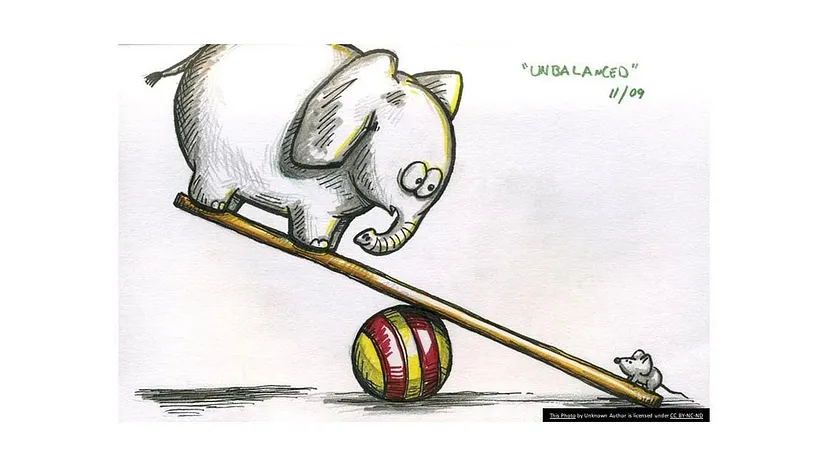 "UNBALANCED"
11/09
This Photo by Unknown Author is licensed under CC BY-NC-ND